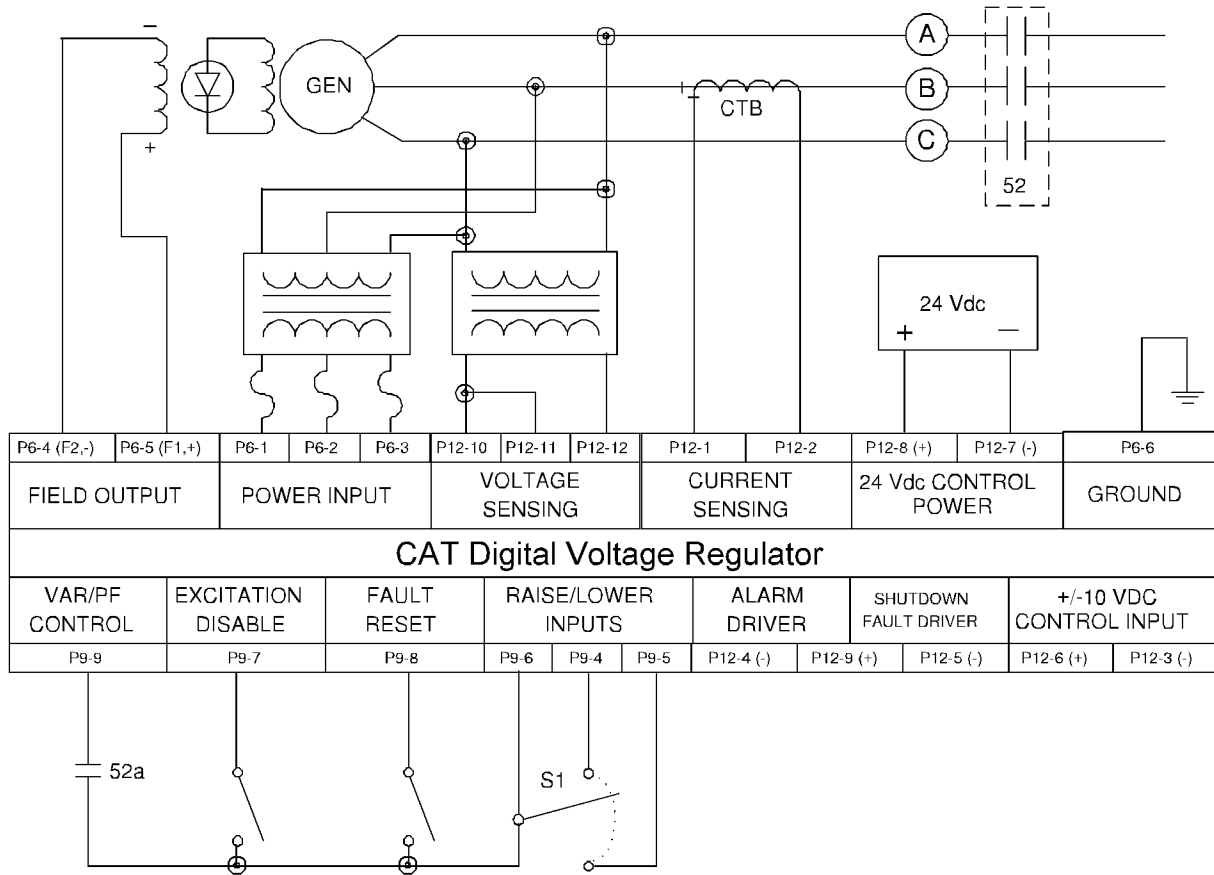 −
A
GEN
B
CTB
+
C
52
24 Vdc
+ −
P6-4 (F2,-) P6-5 (F1,+) P6-1 P6-2 P6-3 P12-10 P12-11 P12-12 P12-1 P12-2 P12-8 (+) P12-7 (-) P6-6
FIELD OUTPUT
POWER INPUT
VOLTAGE
SENSING
CURRENT
SENSING
24 Vdc CONTROL
POWER
GROUND
CAT Digital Voltage Regulator
VAR/PF
CONTROL
EXCITATION
DISABLE
FAULT
RESET
RAISE/LOWER
INPUTS
ALARM
DRIVER
SHUTDOWN
FAULT DRIVER
+/-10 VDC
CONTROL INPUT
P9-9 P9-7 P9-8 P9-6 P9-4 P9-5 P12-4 (-) P12-9 (+) P12-5 (-) P12-6 (+) P12-3 (-)
52a
S1